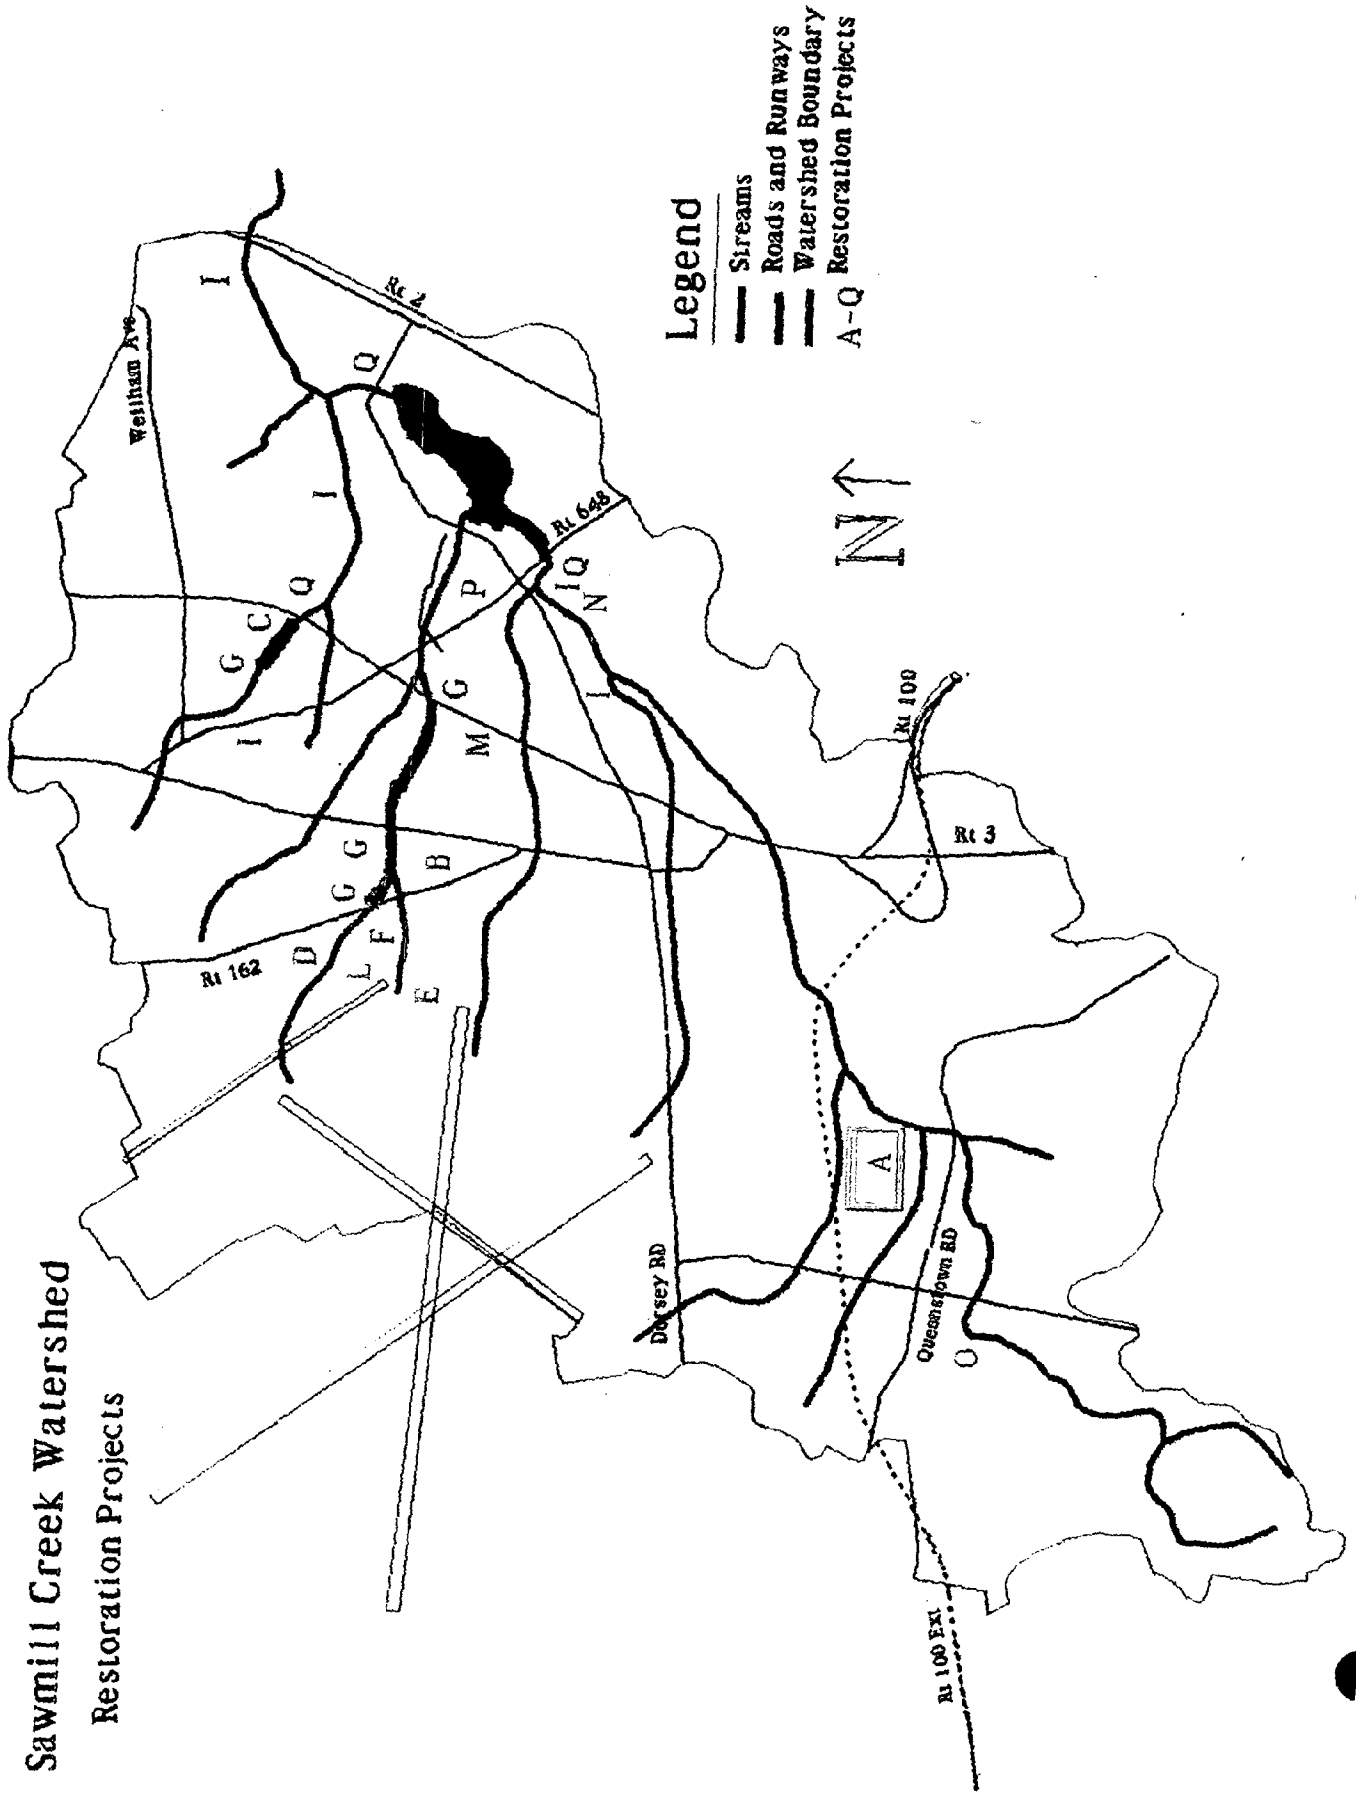 Sawmill Creek Watershed
Restoration Projects
Wellham Ave
I
Rt 2
Q
I
Q
C
G
I
P
Rt 648
I Q
N
I
G
M
G
G
B
D
L
F
E
Rt 162
Rt 100
Rt 3
Dorsey RD
A
Queenstown RD
O
Rt 100 Ext
N
Legend
Streams
Roads and Runways
Watershed Boundary
A-Q Restoration Projects